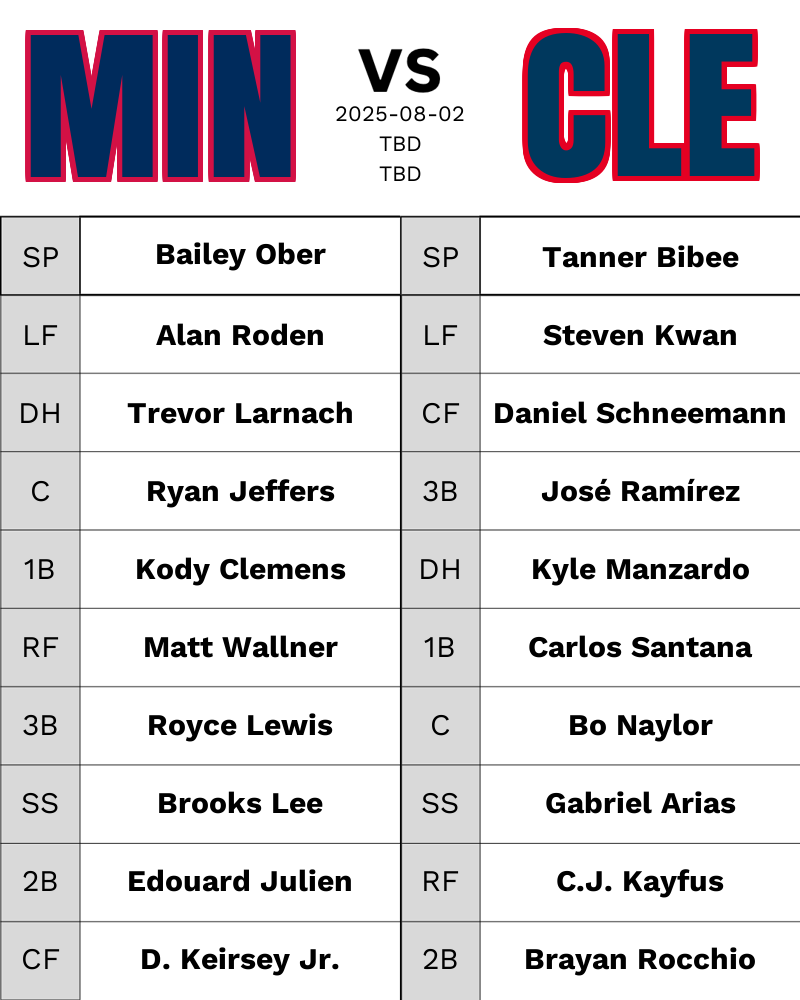 MIN
VS
2025-08-02
TBD
TBD
CLE
SP Bailey Ober SP Tanner Bibee
LF Alan Roden LF Steven Kwan
DH Trevor Larnach CF Daniel Schneemann
C Ryan Jeffers 3B José Ramírez
1B Kody Clemens DH Kyle Manzardo
RF Matt Wallner 1B Carlos Santana
3B Royce Lewis C Bo Naylor
SS Brooks Lee SS Gabriel Arias
2B Edouard Julien RF C.J. Kayfus
CF D. Keirsey Jr. 2B Brayan Rocchio